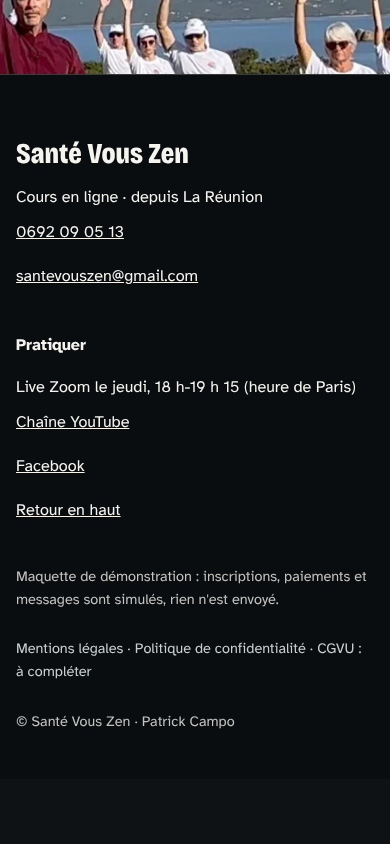 Santé Vous Zen
Cours en ligne · depuis La Réunion
0692 09 05 13
santevouszen@gmail.com
Pratiquer
Live Zoom le jeudi, 18 h-19 h 15 (heure de Paris)
Chaîne YouTube
Facebook
Retour en haut
Maquette de démonstration : inscriptions, paiements et
messages sont simulés, rien n'est envoyé.
Mentions légales · Politique de confidentialité · CGVU :
à compléter
© Santé Vous Zen · Patrick Campo